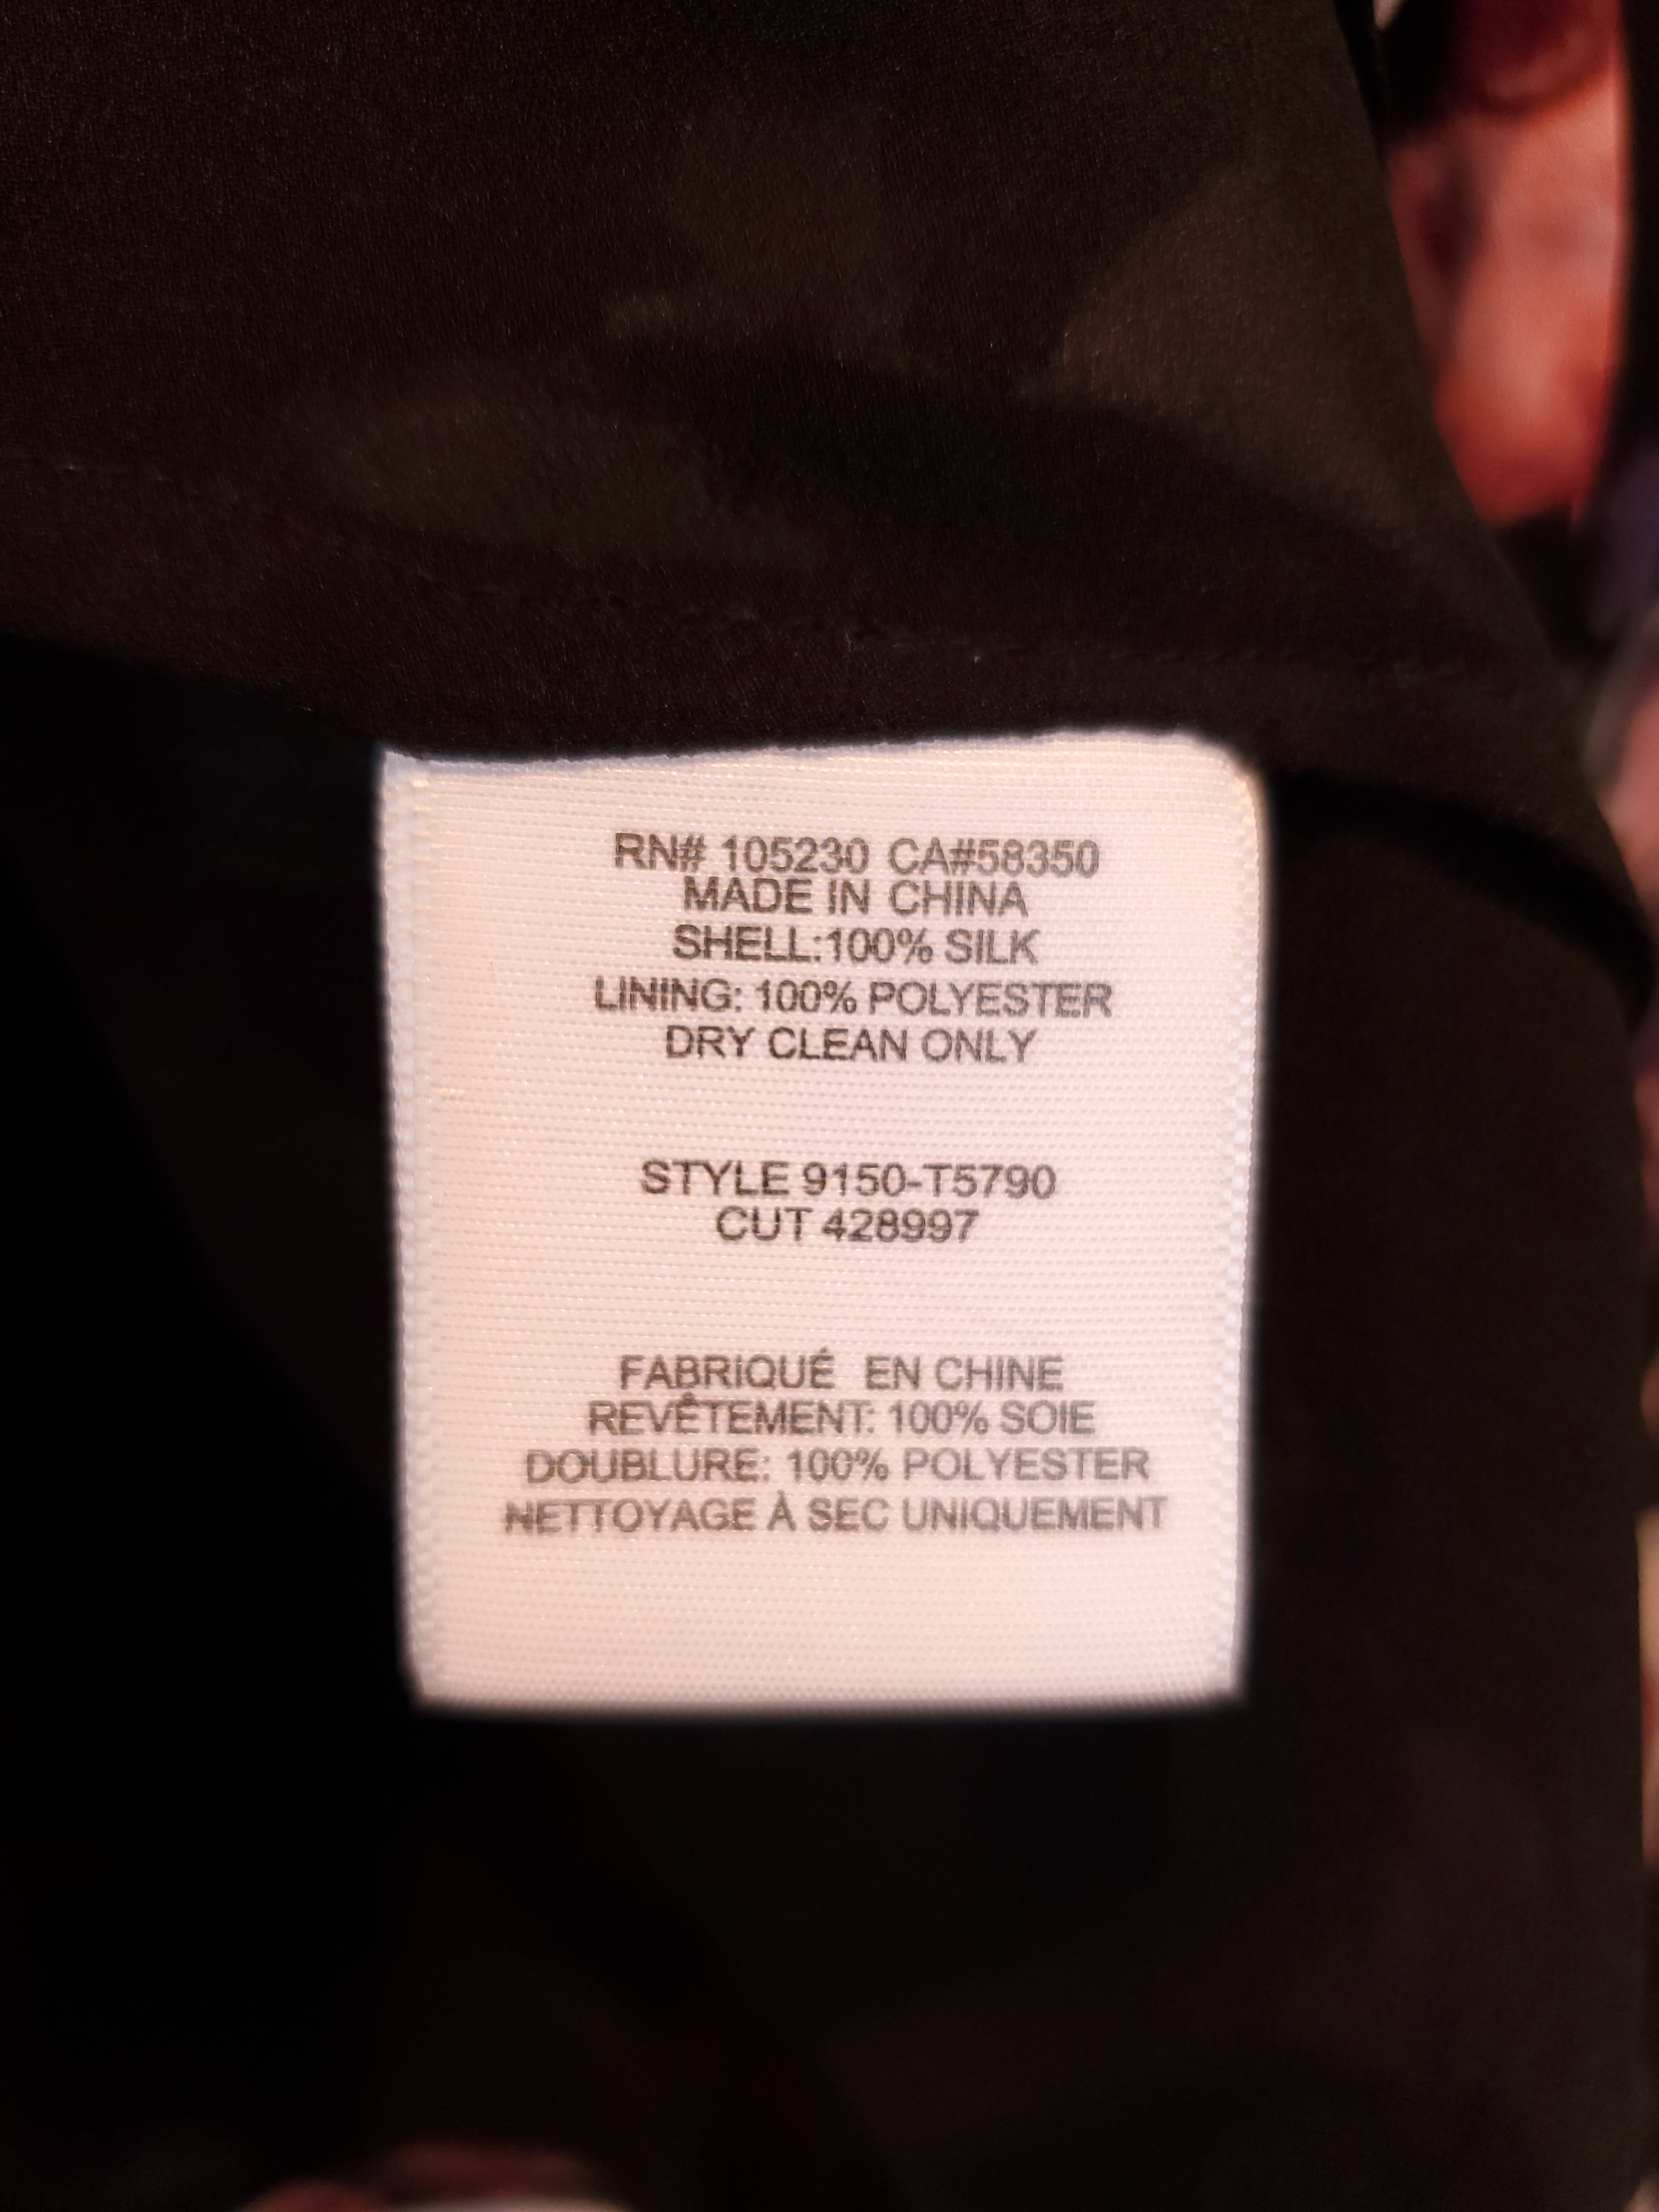 RN# 105230 CA#58350
MADE IN CHINA
SHELL:100% SILK
LINING: 100% POLYESTER
DRY CLEAN ONLY
STYLE 9150-T5790
CUT 428997
FABRIQUÉ EN CHINE
REVÊTEMENT: 100% SOIE
DOUBLURE: 100% POLYESTER
NETTOYAGE À SEC UNIQUEMENT